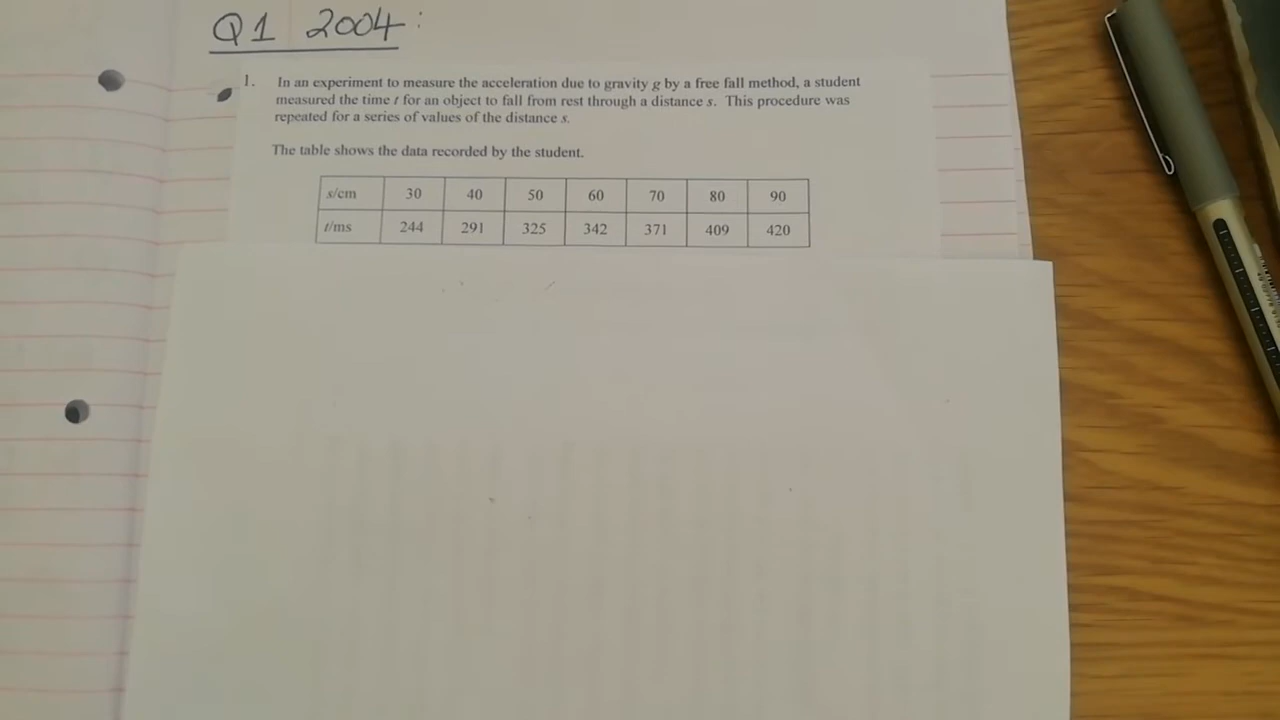 Q1 2004:
1. In an experiment to measure the acceleration due to gravity g by a free fall method, a student
measured the time t for an object to fall from rest through a distance s. This procedure was
repeated for a series of values of the distance s.
The table shows the data recorded by the student.
s/cm 30 40 50 60 70 80 90
t/ms 244 291 325 342 371 409 420